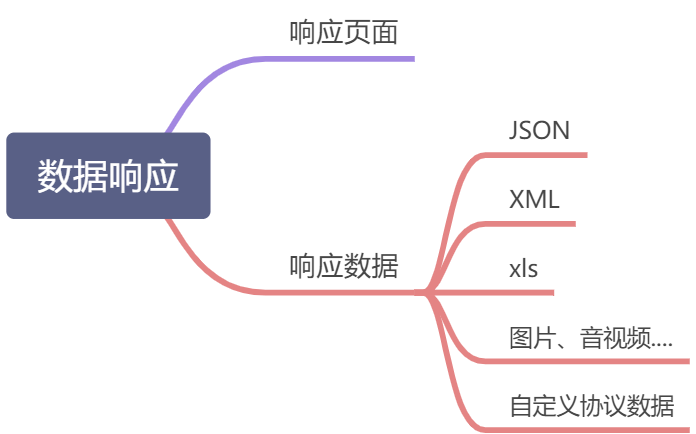 响应页面
数据响应
响应数据
JSON
XML
xls
图片、音视频....
自定义协议数据